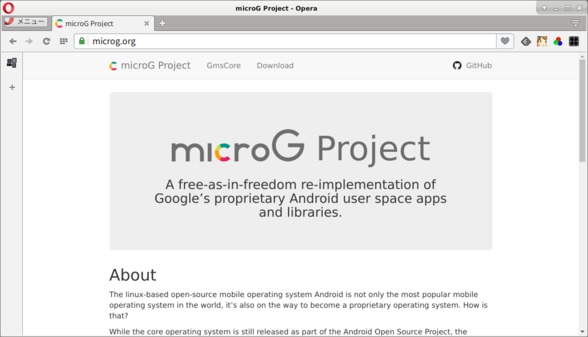 microG Project - Opera
メニュー
microG Project
microg.org
microG Project GmsCore Download GitHub
microG Project
A free-as-in-freedom re-implementation of
Google's proprietary Android user space apps
and libraries.
About
The linux-based open-source mobile operating system Android is not only the most popular mobile
operating system in the world, it's also on the way to become a proprietary operating system. How is
that?
While the core operating system is still released as part of the Android Open Source Project, the